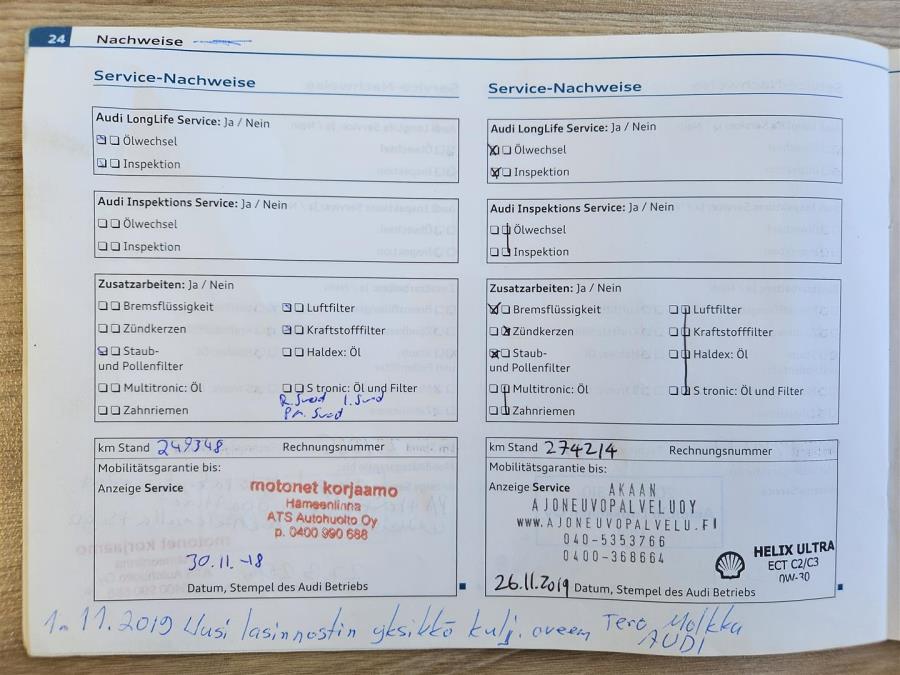 24 Nachweise
Service-Nachweise
Audi LongLife Service: Ja / Nein
Ölwechsel
Inspektion
Audi Inspektions Service: Ja / Nein
Ölwechsel
Inspektion
Zusatzarbeiten: Ja / Nein
Bremsflüssigkeit Luftfilter
Zündkerzen Kraftstofffilter
Staub- Haldex: Öl
und Pollenfilter
Multitronic: Öl S tronic: Öl und Filter
R. Suod I. Suod
Zahnriemen Pm. Suod
km Stand 249348 Rechnungsnummer
Mobilitätsgarantie bis:
Anzeige Service
motonet korjaamo
Hämeenlinna
ATS Autohuolto Oy
p. 0400 990 688
30.11.-18
Datum, Stempel des Audi Betriebs
Service-Nachweise
Audi LongLife Service: Ja / Nein
Ölwechsel
Inspektion
Audi Inspektions Service: Ja / Nein
Ölwechsel
Inspektion
Zusatzarbeiten: Ja / Nein
Bremsflüssigkeit Luftfilter
Zündkerzen Kraftstofffilter
Staub- Haldex: Öl
und Pollenfilter
Multitronic: Öl S tronic: Öl und Filter
Zahnriemen
km Stand 274214 Rechnungsnummer
Mobilitätsgarantie bis:
Anzeige Service
AKAAN
AJONEUVOPALVELUOY
WWW.AJONEUVOPALVELU.FI
040-5353766
0400-368664
HELIX ULTRA
ECT C2/C3
0W-30
26.11.2019 Datum, Stempel des Audi Betriebs
1.11.2019 Uusi lasinnostin yksikkö kulj. oveen Tero Molkka
AUDI